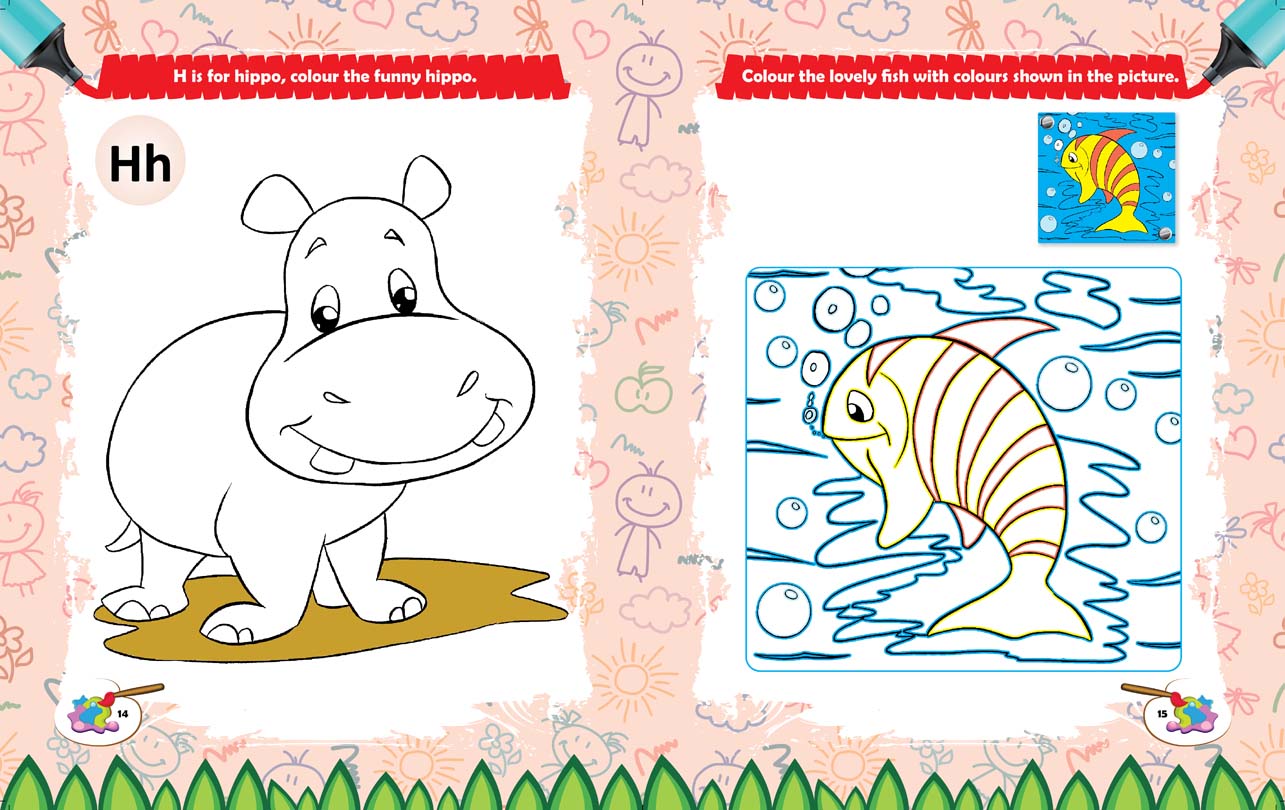 H is for hippo, colour the funny hippo.
Hh
14
Colour the lovely fish with colours shown in the picture.
15